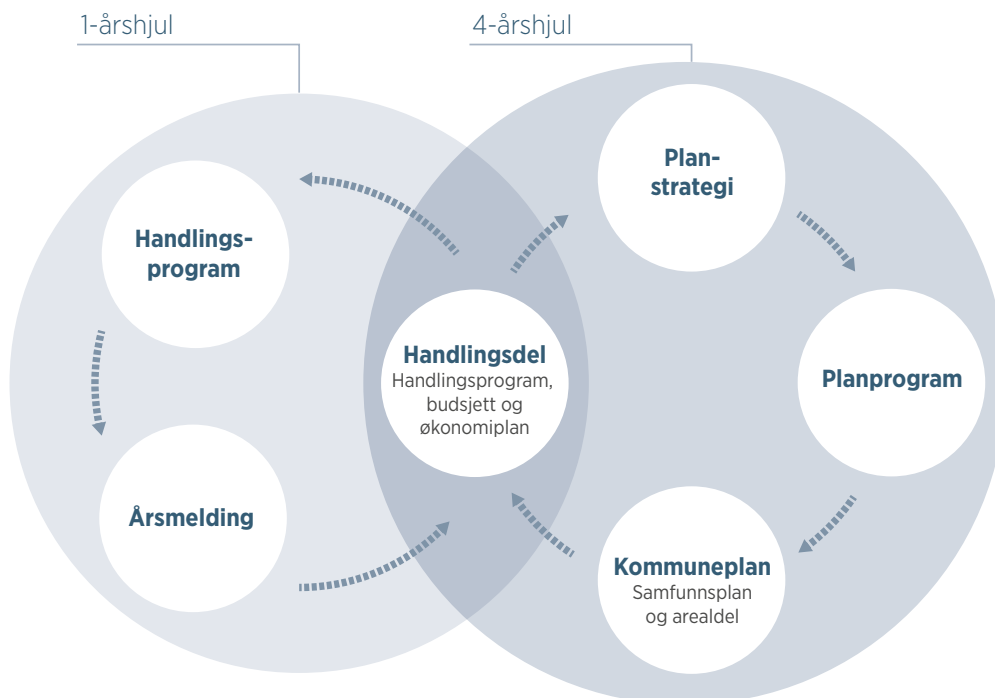 1-årshjul
4-årshjul
Plan-
strategi
Handlings-
program
Handlingsdel
Handlingsprogram,
budsjett og
økonomiplan
Planprogram
Årsmelding
Kommuneplan
Samfunnsplan
og arealdel